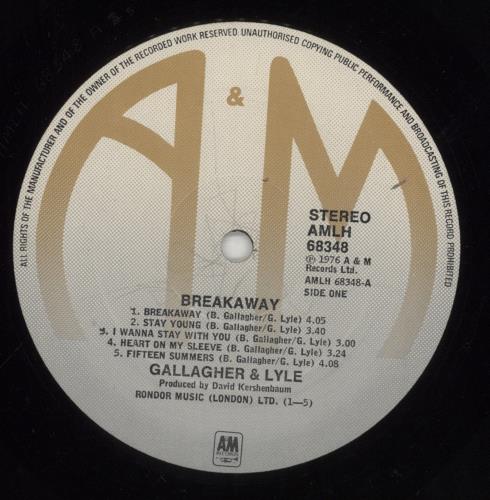 ALL RIGHTS OF THE MANUFACTURER AND OF THE OWNER OF THE RECORDED WORK RESERVED. UNAUTHORISED COPYING PUBLIC PERFORMANCE AND BROADCASTING OF THIS RECORD PROHIBITED
A & M
STEREO
AMLH
68348
℗ 1976 A & M
Records Ltd.
AMLH 68348-A
SIDE ONE
BREAKAWAY
1. BREAKAWAY (B. Gallagher/G. Lyle) 4.05
2. STAY YOUNG (B. Gallagher/G. Lyle) 3.40
3. I WANNA STAY WITH YOU (B. Gallagher/G. Lyle) 3.00
4. HEART ON MY SLEEVE (B. Gallagher/G. Lyle) 3.24
5. FIFTEEN SUMMERS (B. Gallagher/G. Lyle) 4.08
GALLAGHER & LYLE
Produced by David Kershenbaum
RONDOR MUSIC (LONDON) LTD. (1—5)
AM
RECORDS